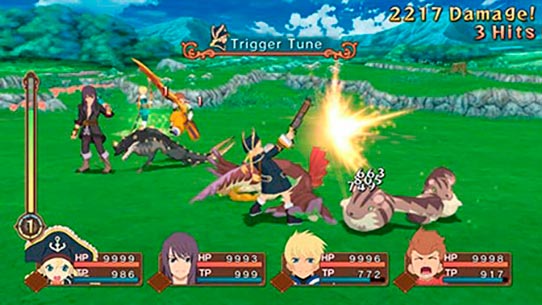 2217 Damage!
3 Hits
Trigger Tune
1
HP 9999
TP 986
HP 9993
TP 999
HP 9996
TP 772
HP 9998
TP 917